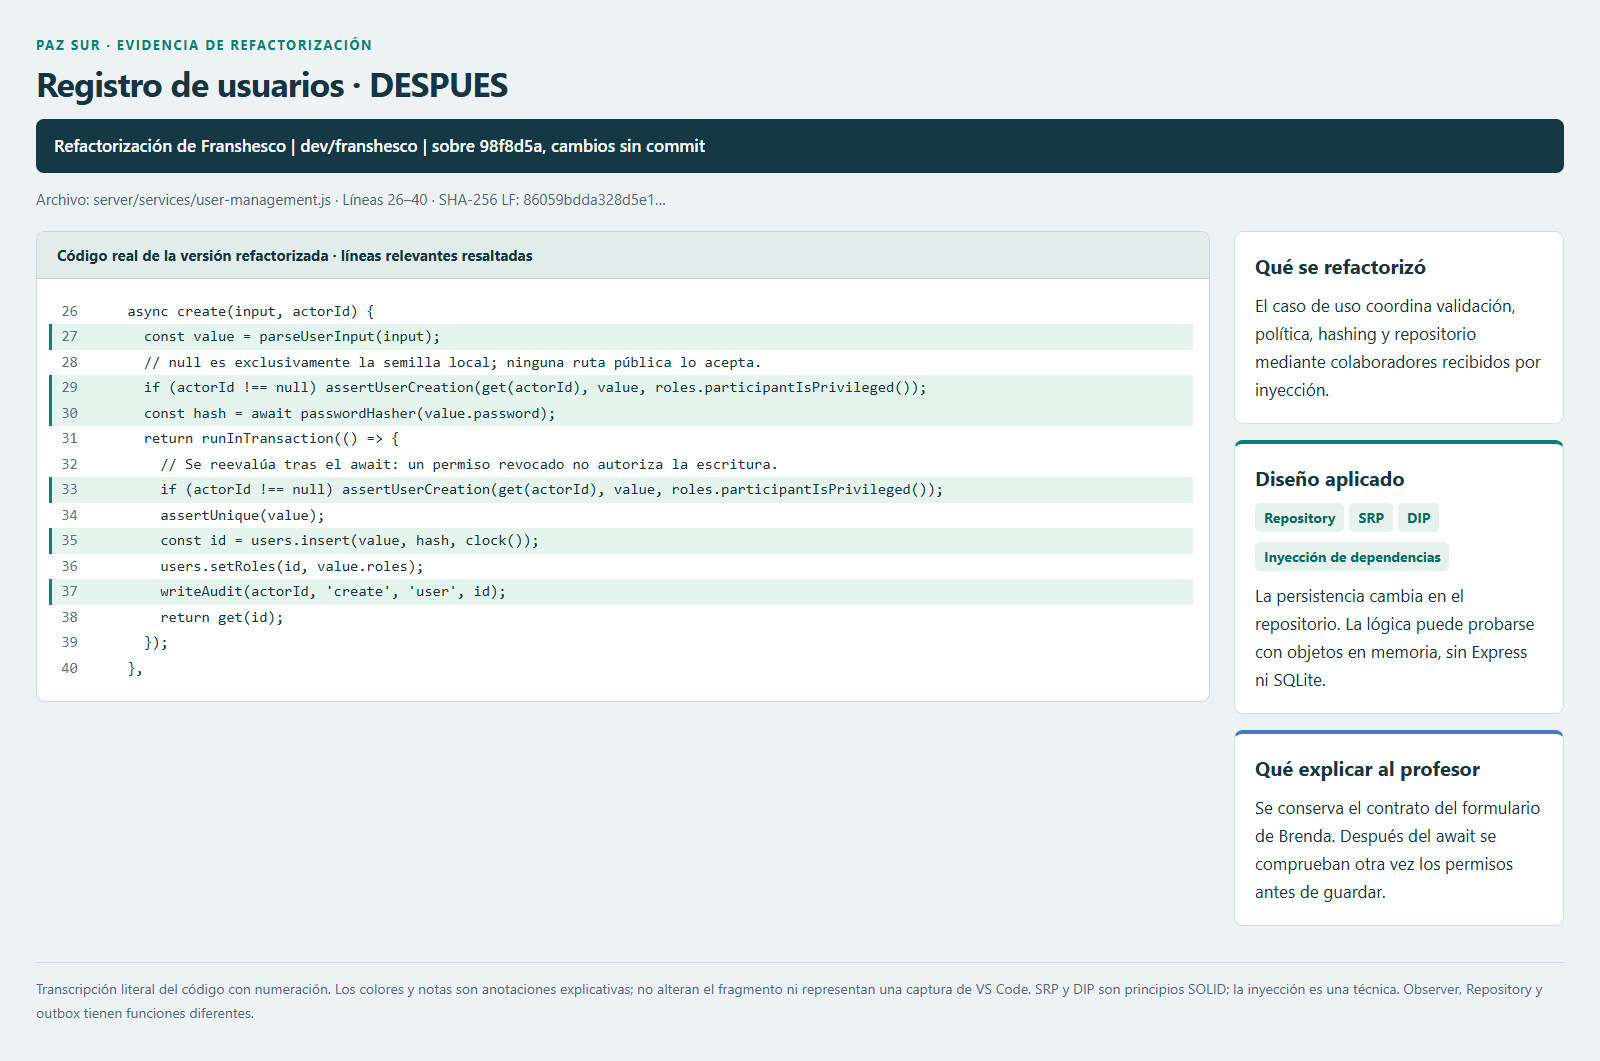 PAZ SUR · EVIDENCIA DE REFACTORIZACIÓN
Registro de usuarios · DESPUES
Refactorización de Franshesco | dev/franshesco | sobre 98f8d5a, cambios sin commit
Archivo: server/services/user-management.js · Líneas 26–40 · SHA-256 LF: 86059bdda328d5e1...
Código real de la versión refactorizada · líneas relevantes resaltadas
26 async create(input, actorId) {
27 const value = parseUserInput(input);
28 // null es exclusivamente la semilla local; ninguna ruta pública lo acepta.
29 if (actorId !== null) assertUserCreation(get(actorId), value, roles.participantIsPrivileged());
30 const hash = await passwordHasher(value.password);
31 return runInTransaction(() => {
32 // Se reevalúa tras el await: un permiso revocado no autoriza la escritura.
33 if (actorId !== null) assertUserCreation(get(actorId), value, roles.participantIsPrivileged());
34 assertUnique(value);
35 const id = users.insert(value, hash, clock());
36 users.setRoles(id, value.roles);
37 writeAudit(actorId, 'create', 'user', id);
38 return get(id);
39 });
40 },
Qué se refactorizó
El caso de uso coordina validación,
política, hashing y repositorio
mediante colaboradores recibidos por
inyección.
Diseño aplicado
Repository SRP DIP
Inyección de dependencias
La persistencia cambia en el
repositorio. La lógica puede probarse
con objetos en memoria, sin Express
ni SQLite.
Qué explicar al profesor
Se conserva el contrato del formulario
de Brenda. Después del await se
comprueban otra vez los permisos
antes de guardar.
Transcripción literal del código con numeración. Los colores y notas son anotaciones explicativas; no alteran el fragmento ni representan una captura de VS Code. SRP y DIP son principios SOLID; la inyección es una técnica. Observer, Repository y
outbox tienen funciones diferentes.